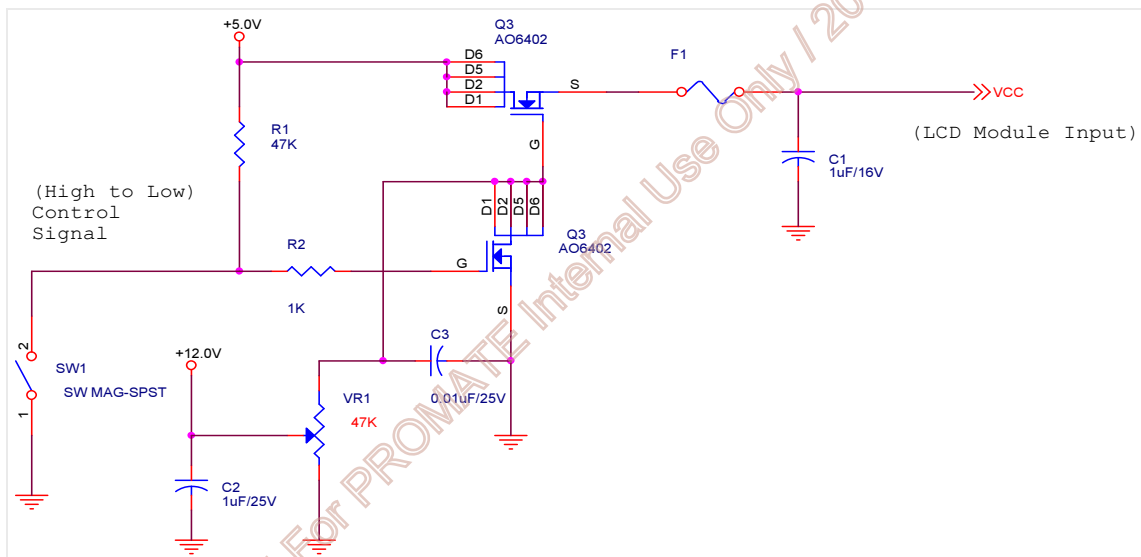 +5.0V
Q3
AO6402
D6
D5
D2
D1
S
G
F1
VCC
(LCD Module Input)
C1
1uF/16V
R1
47K
(High to Low)
Control
Signal
R2
1K
D1
D2
D5
D6
Q3
AO6402
G
S
C3
0.01uF/25V
+12.0V
2
SW1
SW MAG-SPST
1
VR1
47K
C2
1uF/25V
For PROMATE Internal Use Only / 20